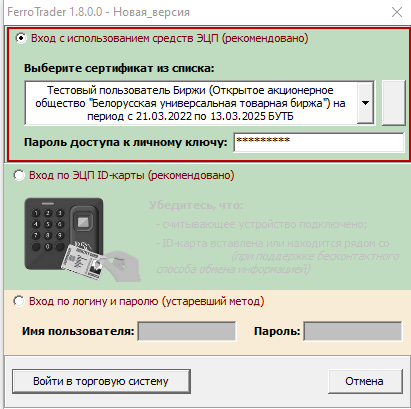 FerroTrader 1.8.0.0 - Новая_версия
Вход с использованием средств ЭЦП (рекомендовано)
Выберите сертификат из списка:
Тестовый пользователь Биржи (Открытое акционерное
общество "Белорусская универсальная товарная биржа") на
период с 21.03.2022 по 13.03.2025 БУТБ
Пароль доступа к личному ключу: *********
Вход по ЭЦП ID-карты (рекомендовано)
Убедитесь, что:
- считывающее устройство подключено;
- ID-карта вставлена или находится рядом со
(при поддержке бесконтактного
способа обмена информацией))
Вход по логину и паролю (устаревший метод)
Имя пользователя: Пароль:
Войти в торговую систему Отмена